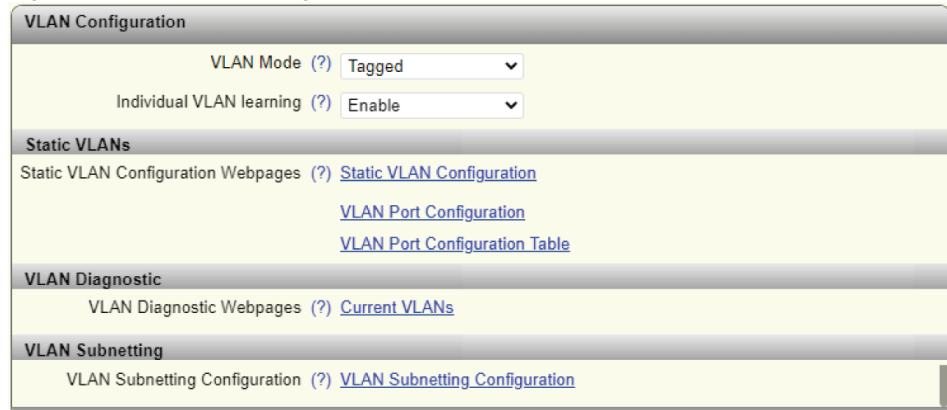 VLAN Configuration
VLAN Mode (?) Tagged
Individual VLAN learning (?) Enable
Static VLANs
Static VLAN Configuration Webpages (?) Static VLAN Configuration
VLAN Port Configuration
VLAN Port Configuration Table
VLAN Diagnostic
VLAN Diagnostic Webpages (?) Current VLANs
VLAN Subnetting
VLAN Subnetting Configuration (?) VLAN Subnetting Configuration